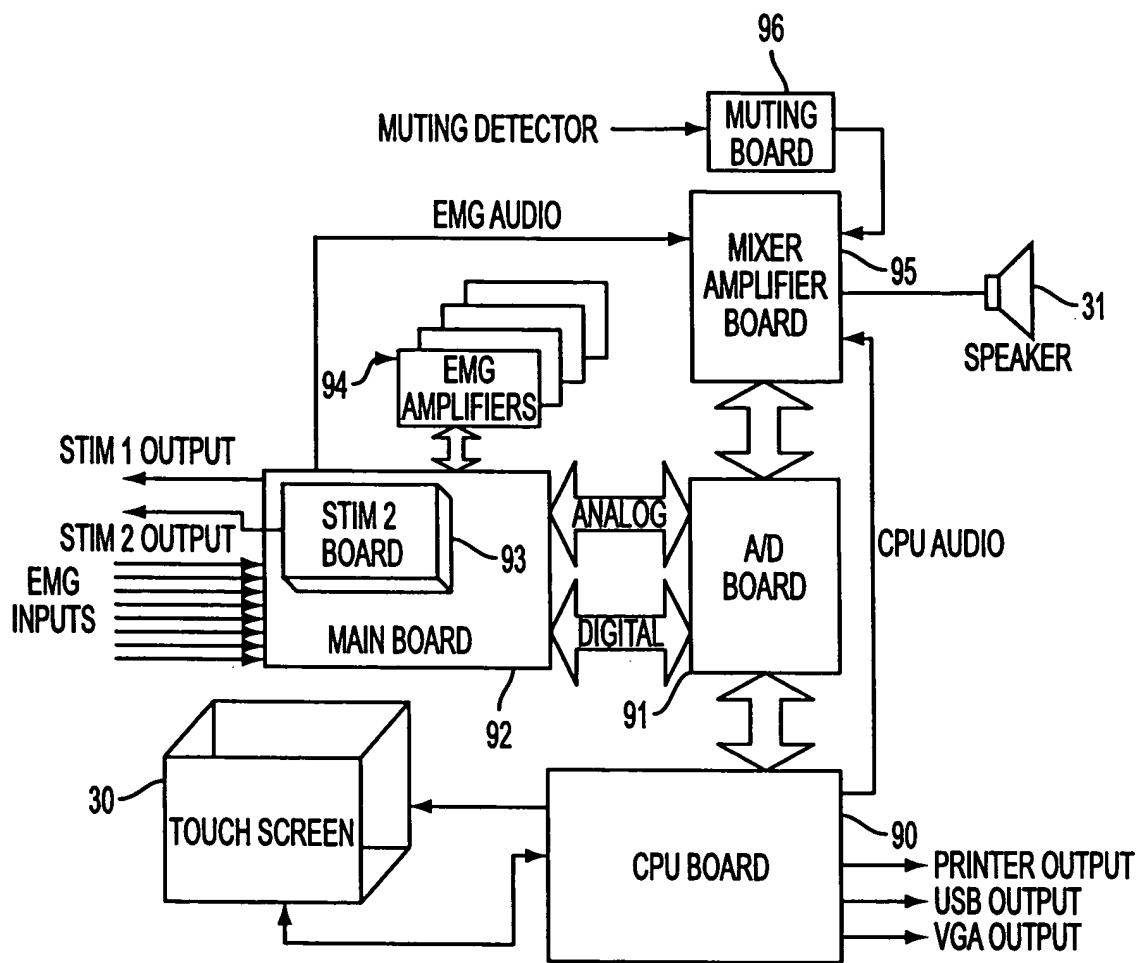 96
MUTING DETECTOR
MUTING
BOARD
EMG AUDIO
MIXER
AMPLIFIER
BOARD
95
31
SPEAKER
94
EMG
AMPLIFIERS
STIM 1 OUTPUT
STIM 2 OUTPUT
STIM 2
BOARD
93
ANALOG
A/D
BOARD
CPU AUDIO
EMG
INPUTS
MAIN BOARD
DIGITAL
92
91
30
TOUCH SCREEN
CPU BOARD
90
PRINTER OUTPUT
USB OUTPUT
VGA OUTPUT